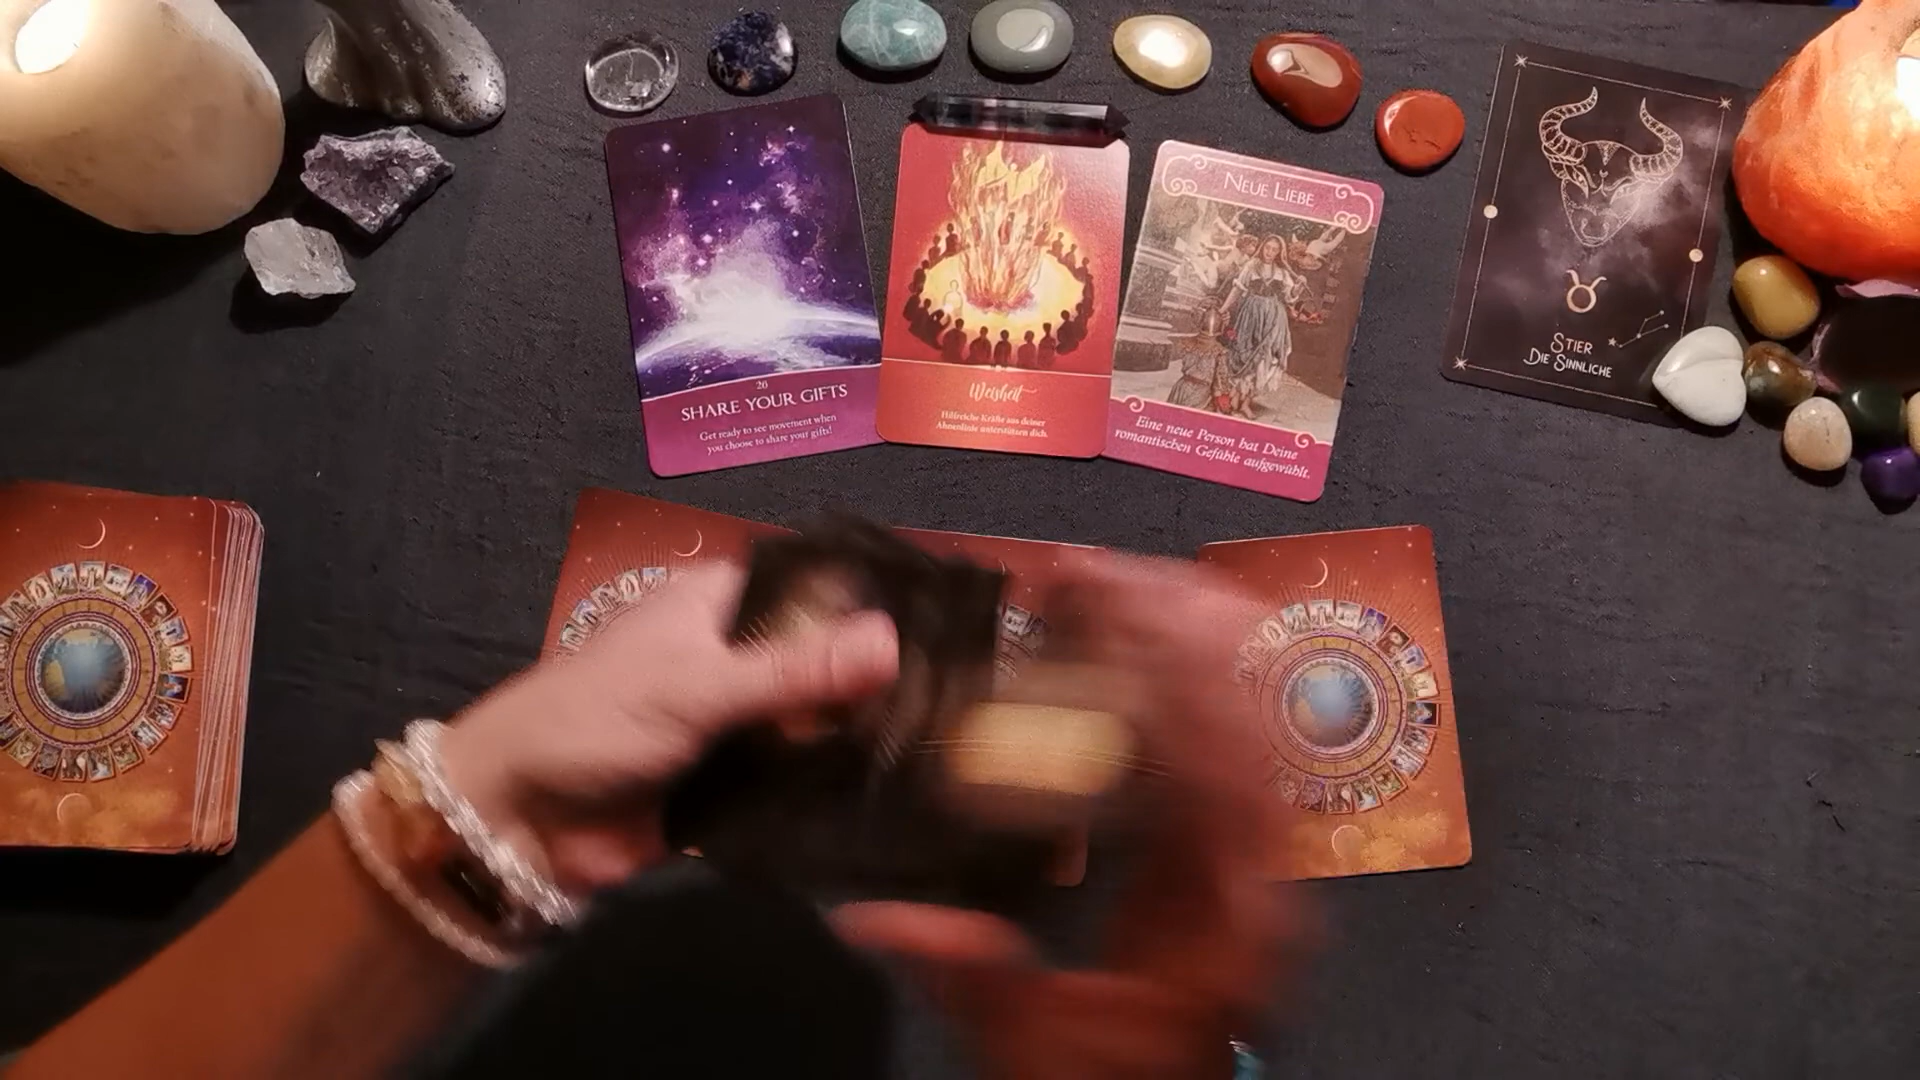 26
SHARE YOUR GIFTS
Get ready to see movement when
you choose to share your gifts!
Weisheit
Hilfreiche Kräfte aus deiner
Ahnenlinie unterstützen dich.
NEUE LIEBE
Eine neue Person hat Deine
romantischen Gefühle aufgewühlt.
STIER
DIE SINNLICHE